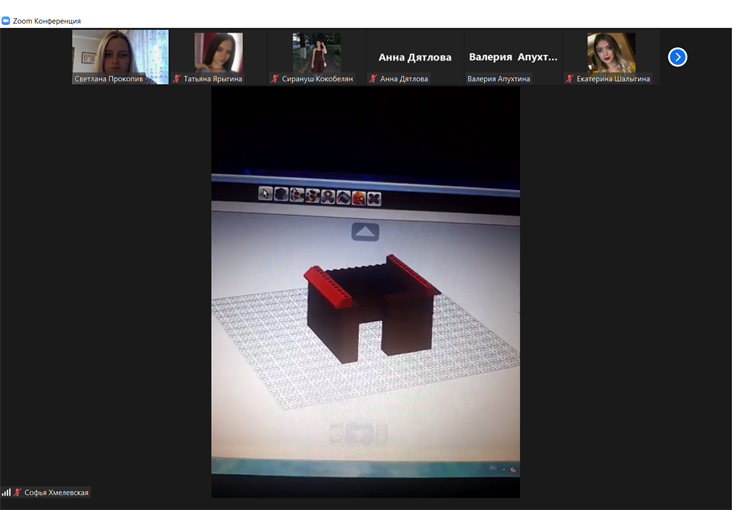 Zoom Конференция
Анна Дятлова
Валерия Апухт...
Светлана Прокопив
Татьяна Ярыгина
Сирануш Кокобелян
Анна Дятлова
Валерия Апухтина
Екатерина Шалыгина
Софья Хмелевская